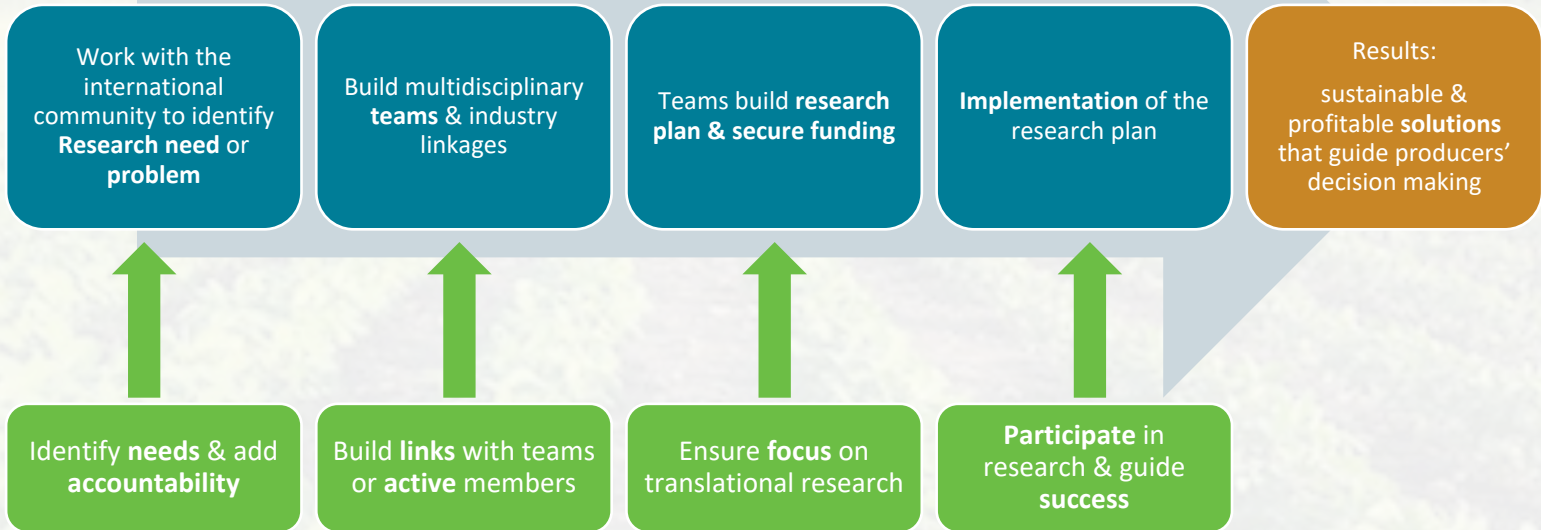 Work with the
international
community to identify
Research need or
problem
Build multidisciplinary
teams & industry
linkages
Teams build research
plan & secure funding
Implementation of the
research plan
Results:
sustainable &
profitable solutions
that guide producers’
decision making
Identify needs & add
accountability
Build links with teams
or active members
Ensure focus on
translational research
Participate in
research & guide
success